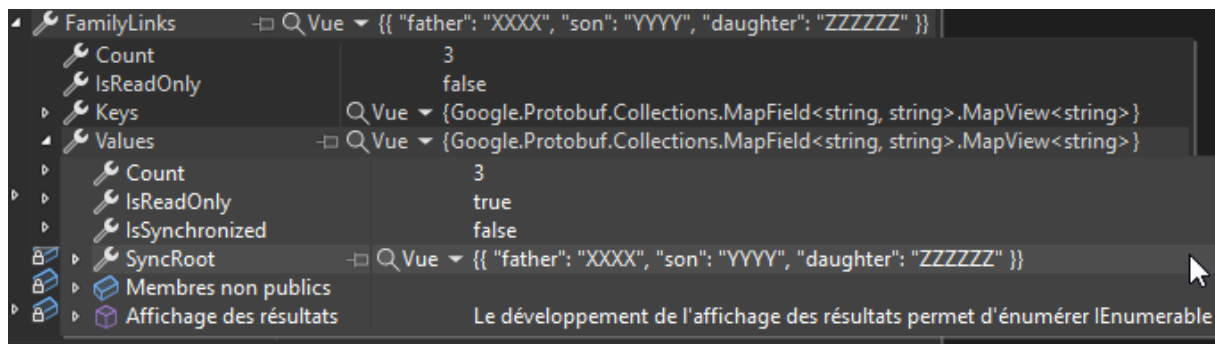 FamilyLinks Vue {{ "father": "XXXX", "son": "YYYY", "daughter": "ZZZZZZ" }}
Count 3
IsReadOnly false
Keys Vue {Google.Protobuf.Collections.MapField<string, string>.MapView<string>}
Values Vue {Google.Protobuf.Collections.MapField<string, string>.MapView<string>}
Count 3
IsReadOnly true
IsSynchronized false
SyncRoot Vue {{ "father": "XXXX", "son": "YYYY", "daughter": "ZZZZZZ" }}
Membres non publics
Affichage des résultats Le développement de l'affichage des résultats permet d'énumérer IEnumerable